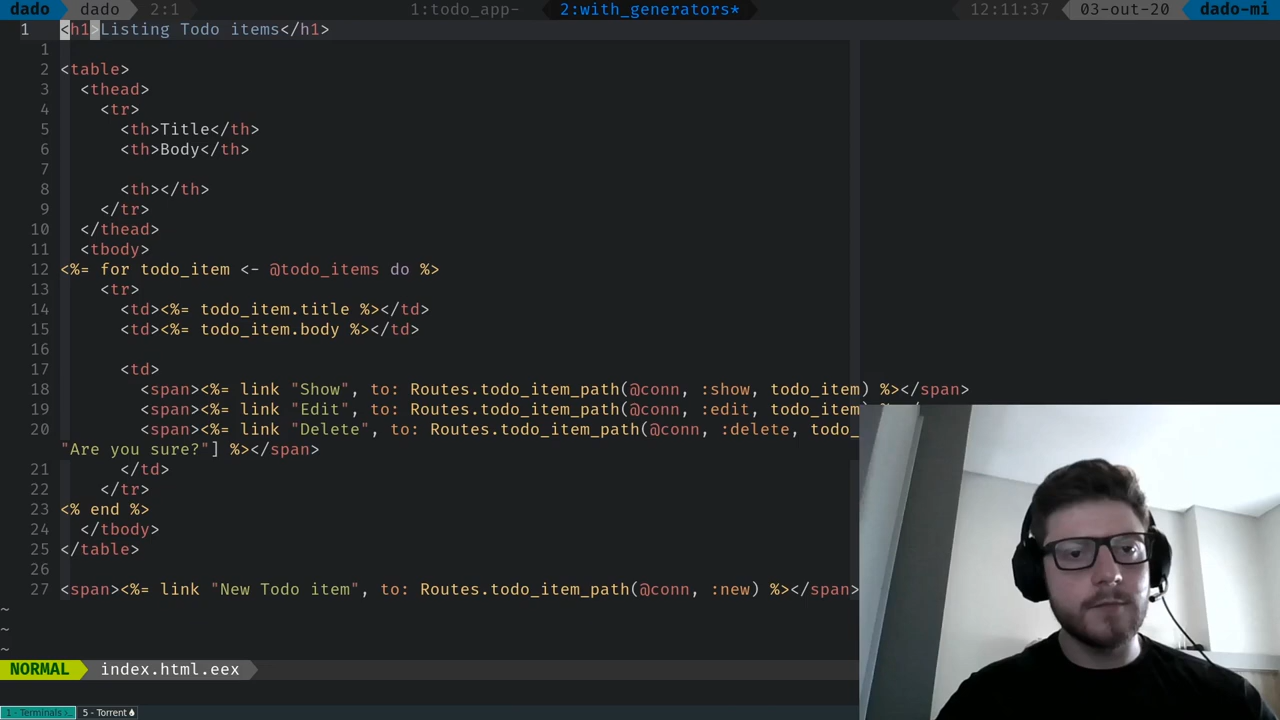 dado dado 2:1 1:todo_app- 2:with_generators* 12:11:37 03-out-20 dado-mi
1 <h1>Listing Todo items</h1>
1
2 <table>
3 <thead>
4 <tr>
5 <th>Title</th>
6 <th>Body</th>
7
8 <th></th>
9 </tr>
10 </thead>
11 <tbody>
12 <%= for todo_item <- @todo_items do %>
13 <tr>
14 <td><%= todo_item.title %></td>
15 <td><%= todo_item.body %></td>
16
17 <td>
18 <span><%= link "Show", to: Routes.todo_item_path(@conn, :show, todo_item) %></span>
19 <span><%= link "Edit", to: Routes.todo_item_path(@conn, :edit, todo_item)
20 <span><%= link "Delete", to: Routes.todo_item_path(@conn, :delete, todo_
"Are you sure?"] %></span>
21 </td>
22 </tr>
23 <% end %>
24 </tbody>
25 </table>
26
27 <span><%= link "New Todo item", to: Routes.todo_item_path(@conn, :new) %></span>
~
~
~
NORMAL index.html.eex
1 - Terminals 5 - Torrent